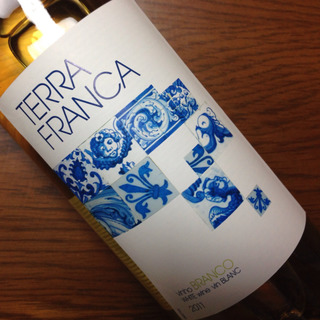 TERRA
FRANCA
vinho BRANCO
WHITE wine vin BLANC
2011